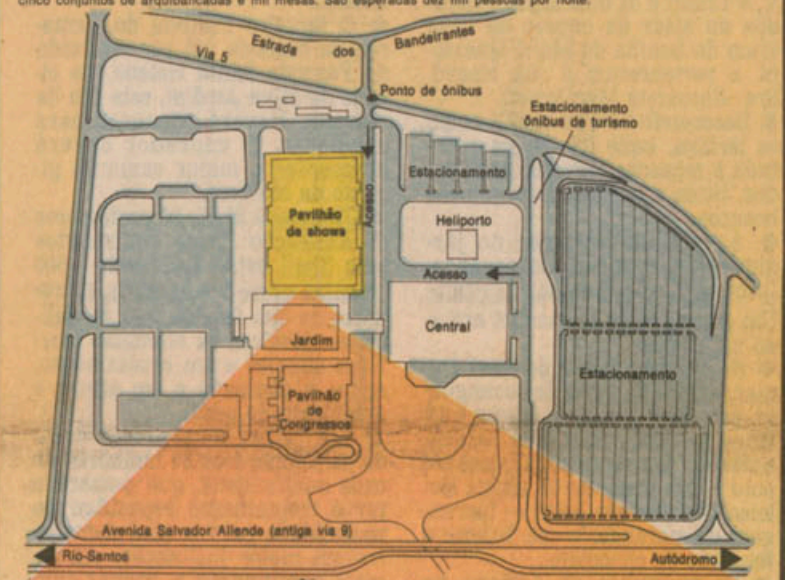 cinco conjuntos de arquibancadas e mil mesas. São esperadas dez mil pessoas por noite.
Estrada dos Bandeirantes
Via 5
Ponto de ônibus
Estacionamento
ônibus de turismo
Acesso
Estacionamento
Pavilhão
de shows
Heliporto
Acesso
Central
Jardim
Estacionamento
Pavilhão
de
Congressos
Avenida Salvador Allende (antiga via 9)
Rio-Santos
Autódromo